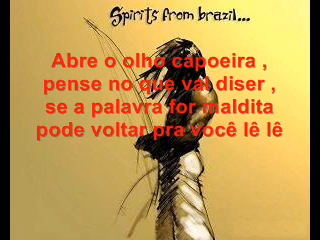 Spirits from brazil...
Abre o olho capoeira ,
pense no que vai diser ,
se a palavra for maldita
pode voltar pra você lê lê